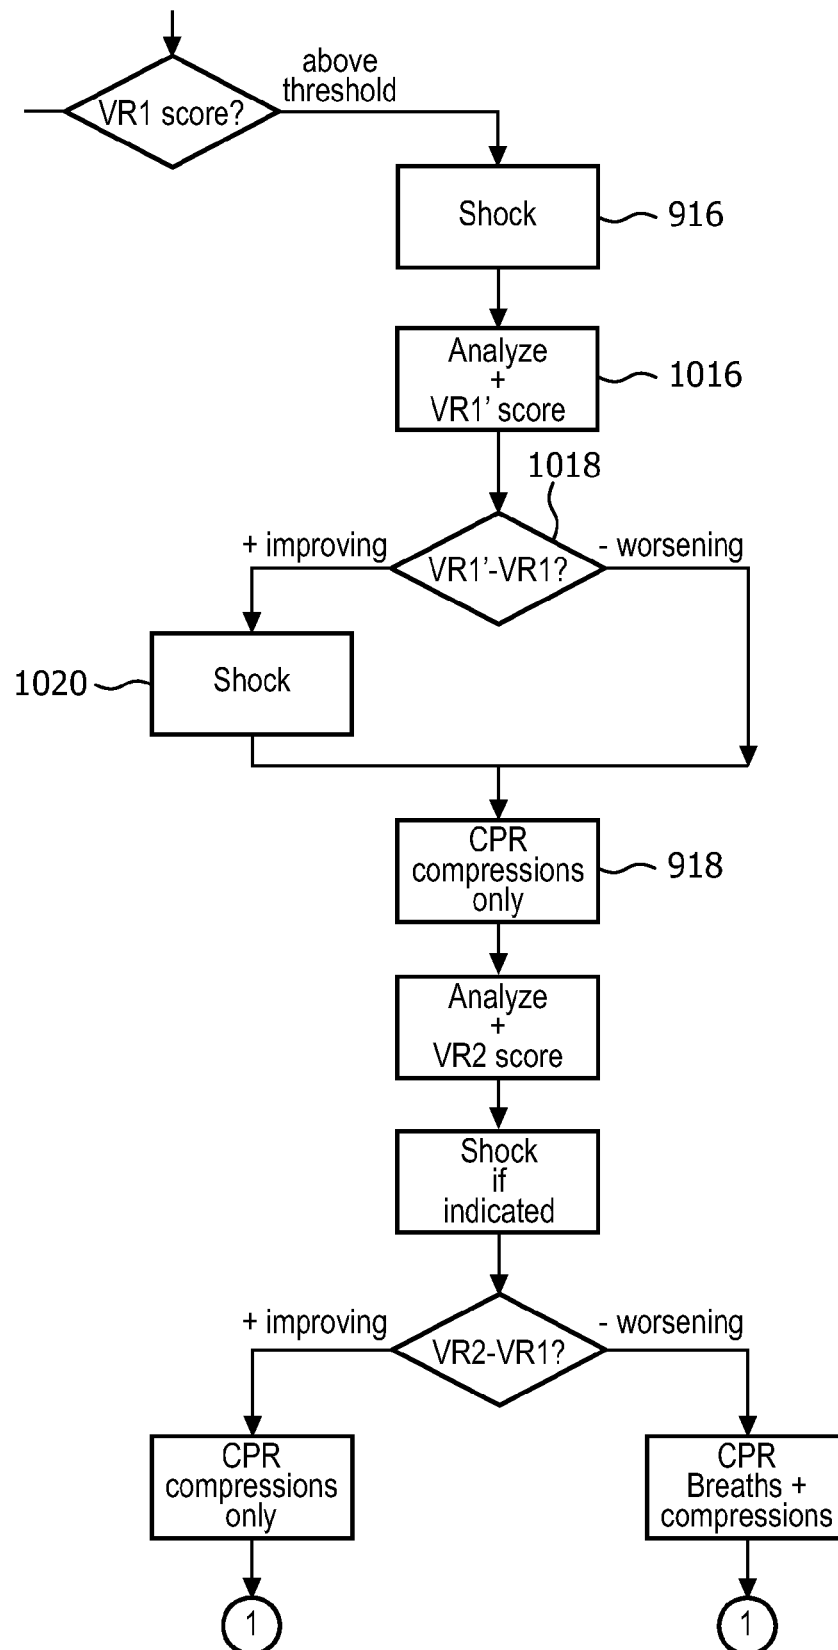 above
threshold
VR1 score?
Shock
916
Analyze
+
VR1' score
1016
1018
+ improving
- worsening
VR1'-VR1?
Shock
1020
CPR
compressions
only
918
Analyze
+
VR2 score
Shock
if
indicated
+ improving
- worsening
VR2-VR1?
CPR
compressions
only
CPR
Breaths +
compressions
1
1